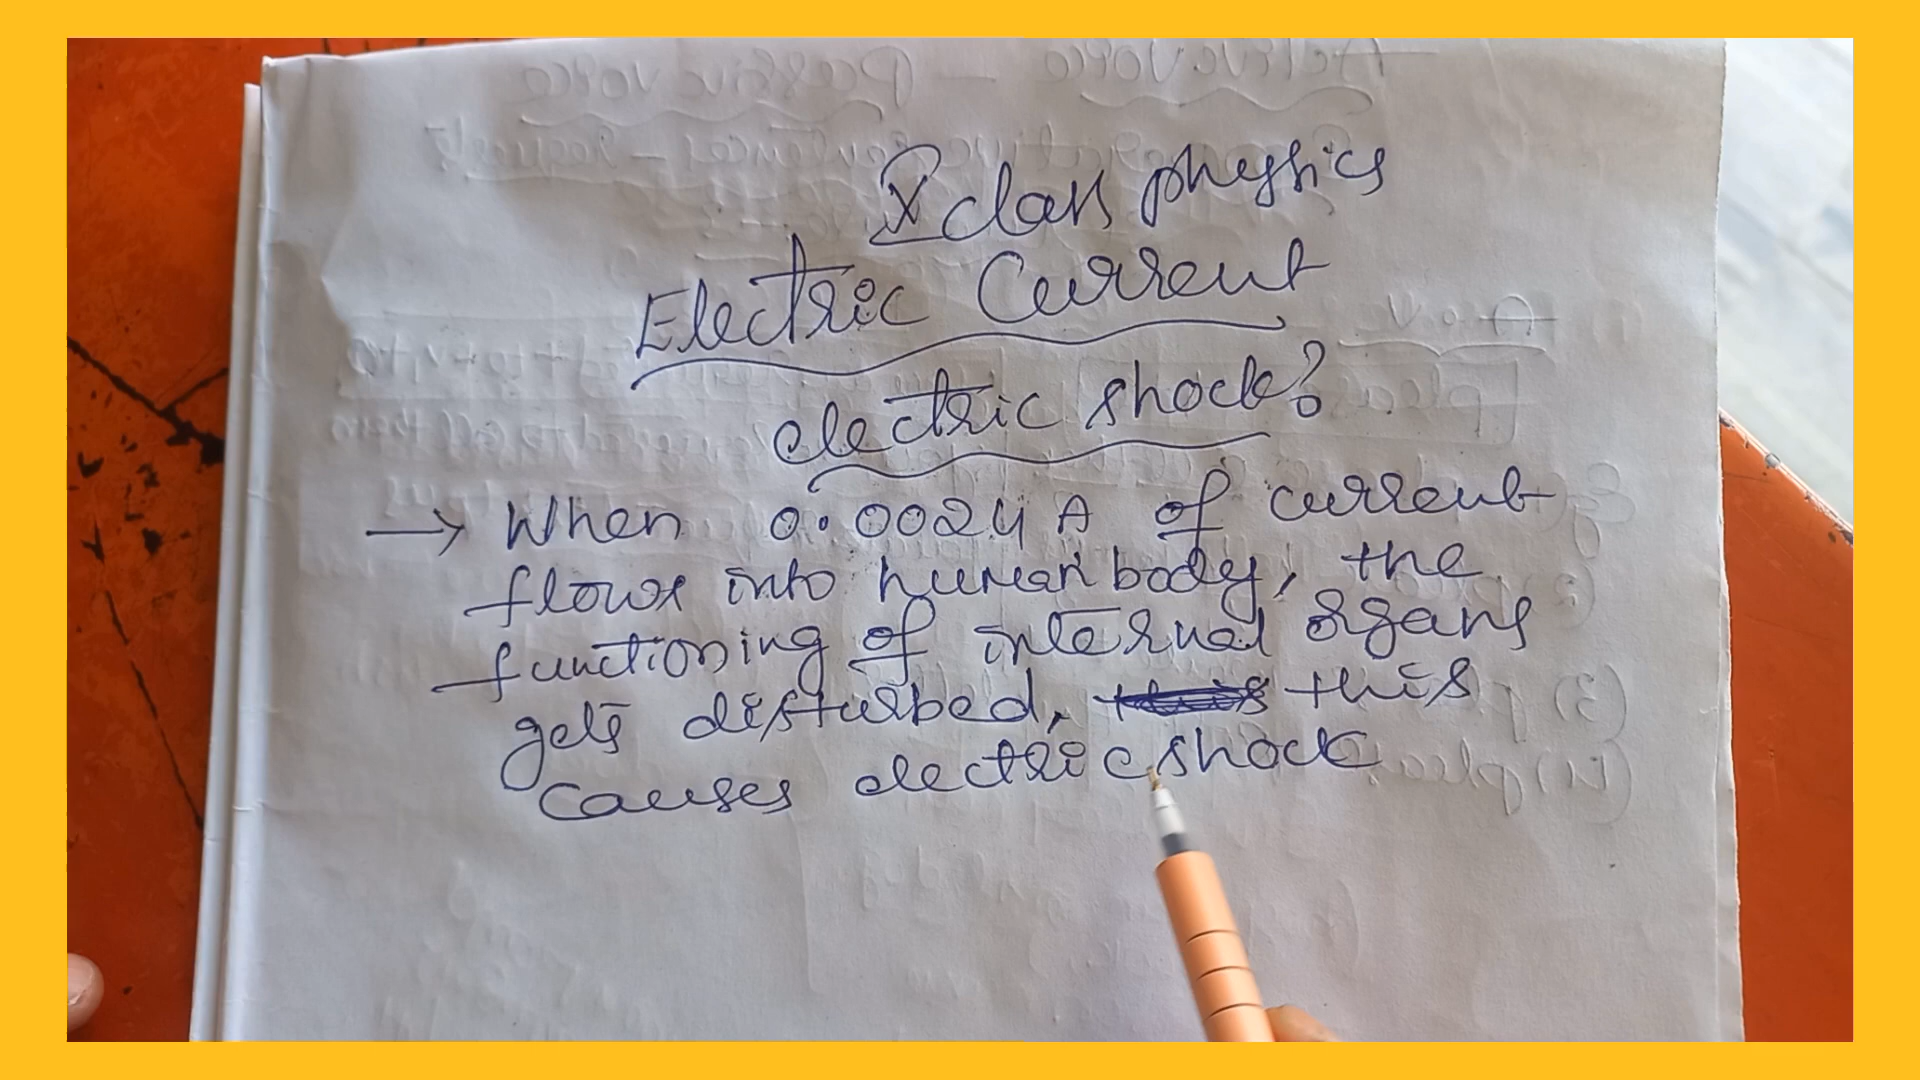 X class physics
Electric Current
electric shock?
→ When 0.0024 A of current
flows into human body, the
functioning of internal organs
gets disturbed, this this
causes electric shock